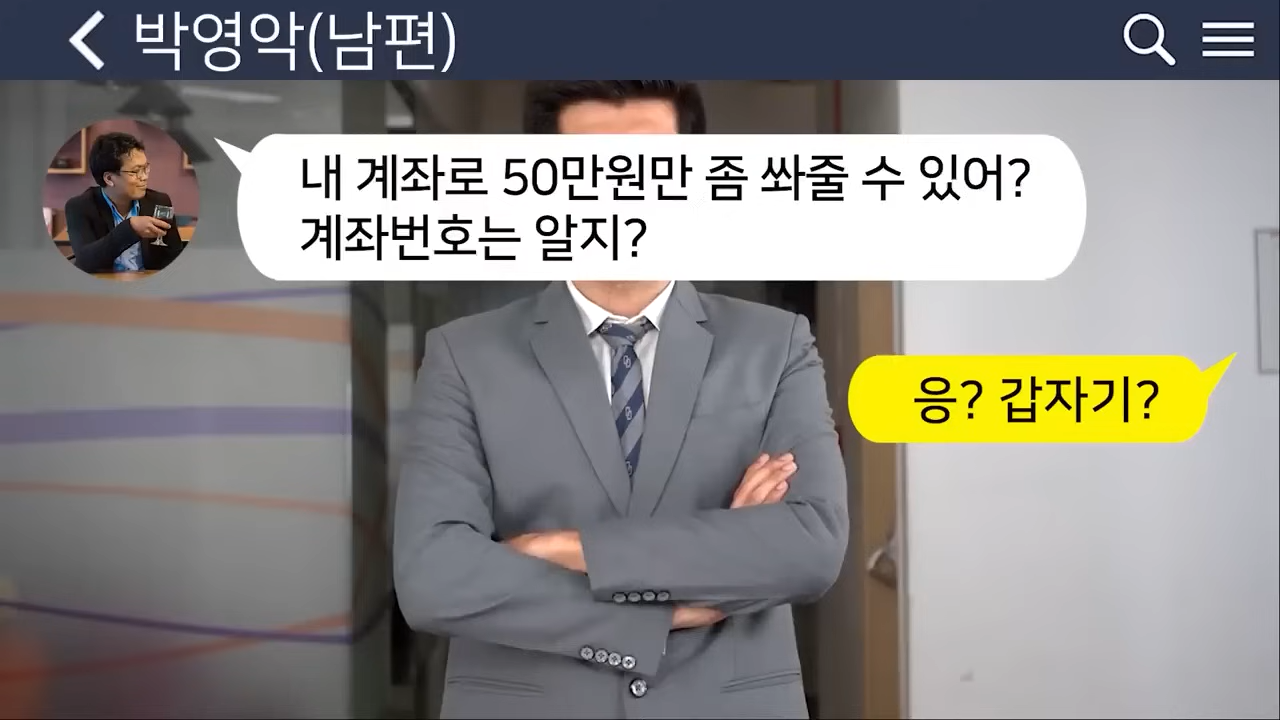 박영악(남편)
내 계좌로 50만원만 좀 쏴줄 수 있어?
계좌번호는 알지?
응? 갑자기?